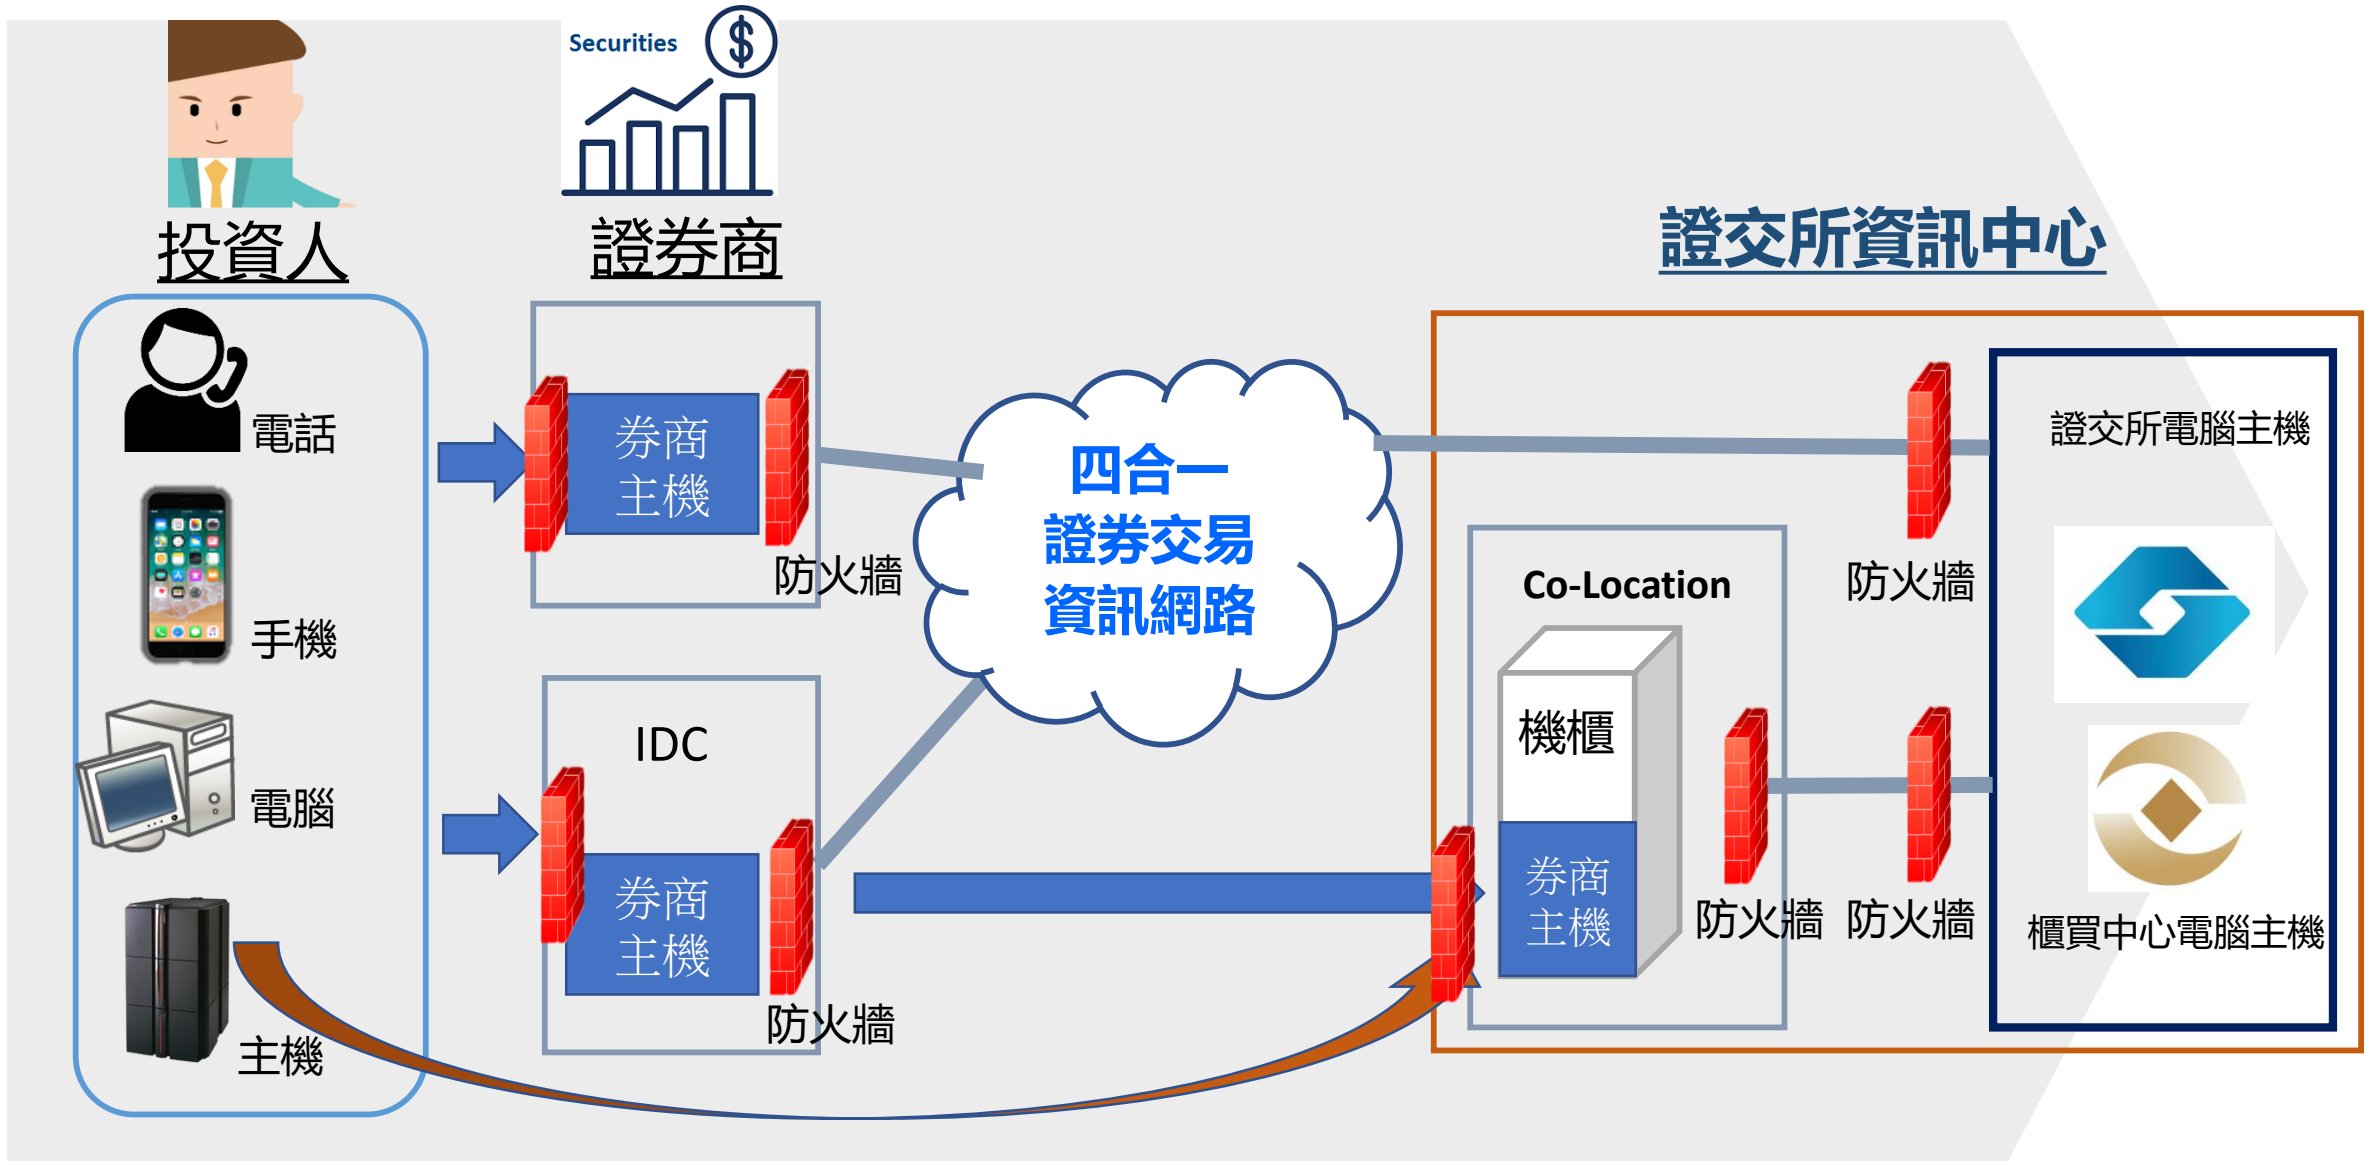 Securities
投資人
證券商
證交所資訊中心
電話
手機
電腦
主機
券商
主機
防火牆
IDC
券商
主機
防火牆
四合一
證券交易
資訊網路
Co-Location
機櫃
券商
主機
防火牆
防火牆
防火牆
證交所電腦主機
櫃買中心電腦主機